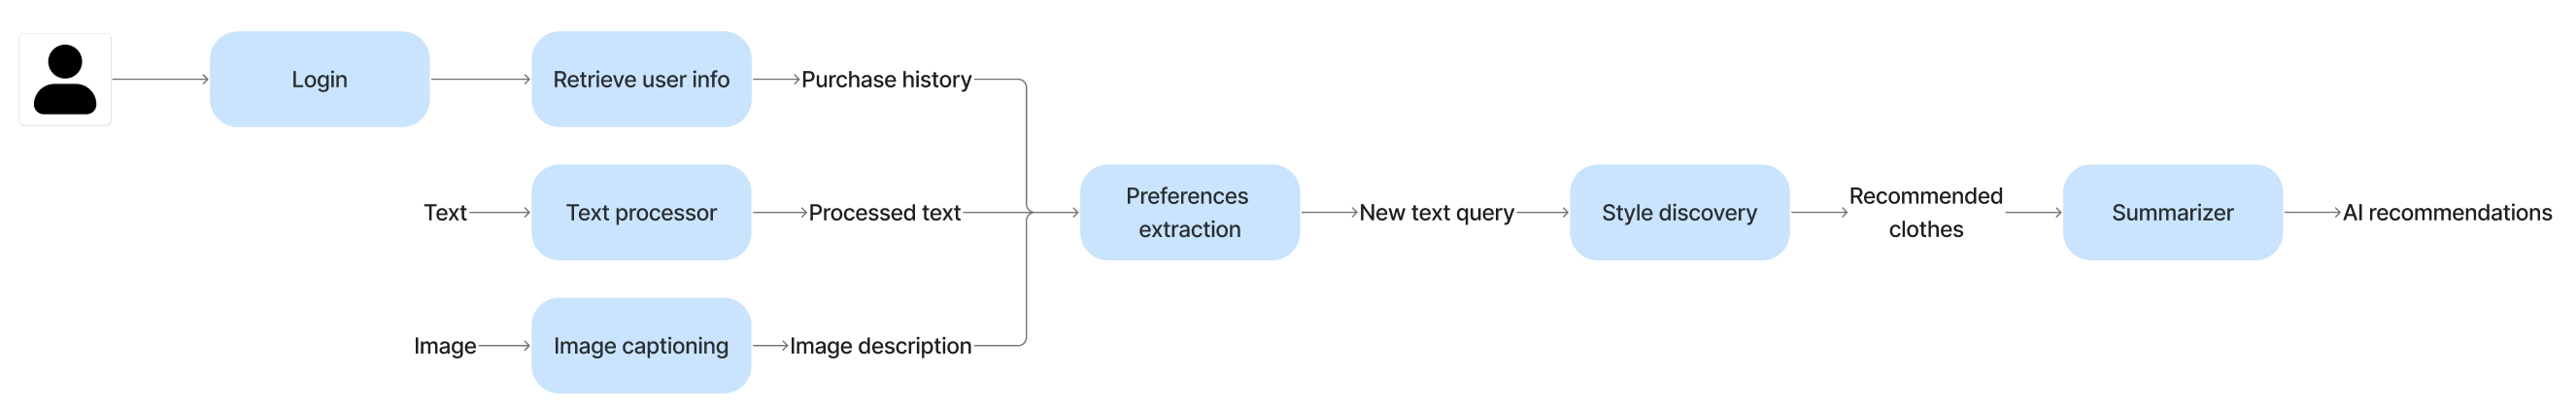 Login
Retrieve user info
Purchase history
Text
Text processor
Processed text
Image
Image captioning
Image description
Preferences
extraction
New text query
Style discovery
Recommended
clothes
Summarizer
AI recommendations